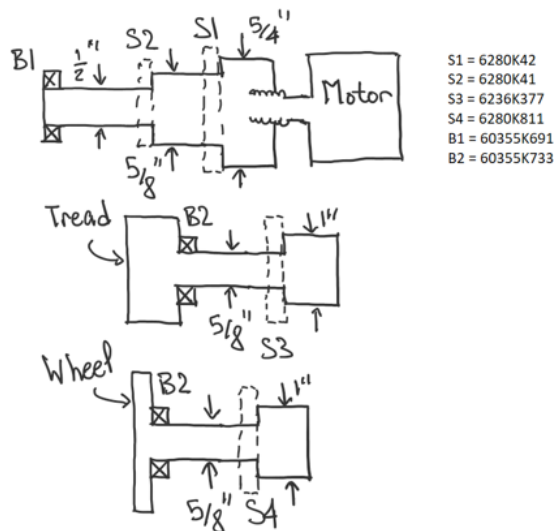 B1
1/2"
S2
S1
5/4"
Motor
5/8"
S1 = 6280K42
S2 = 6280K41
S3 = 6236K377
S4 = 6280K811
B1 = 60355K691
B2 = 60355K733
Tread
B2
1"
5/8"
S3
Wheel
B2
1"
5/8"
S4